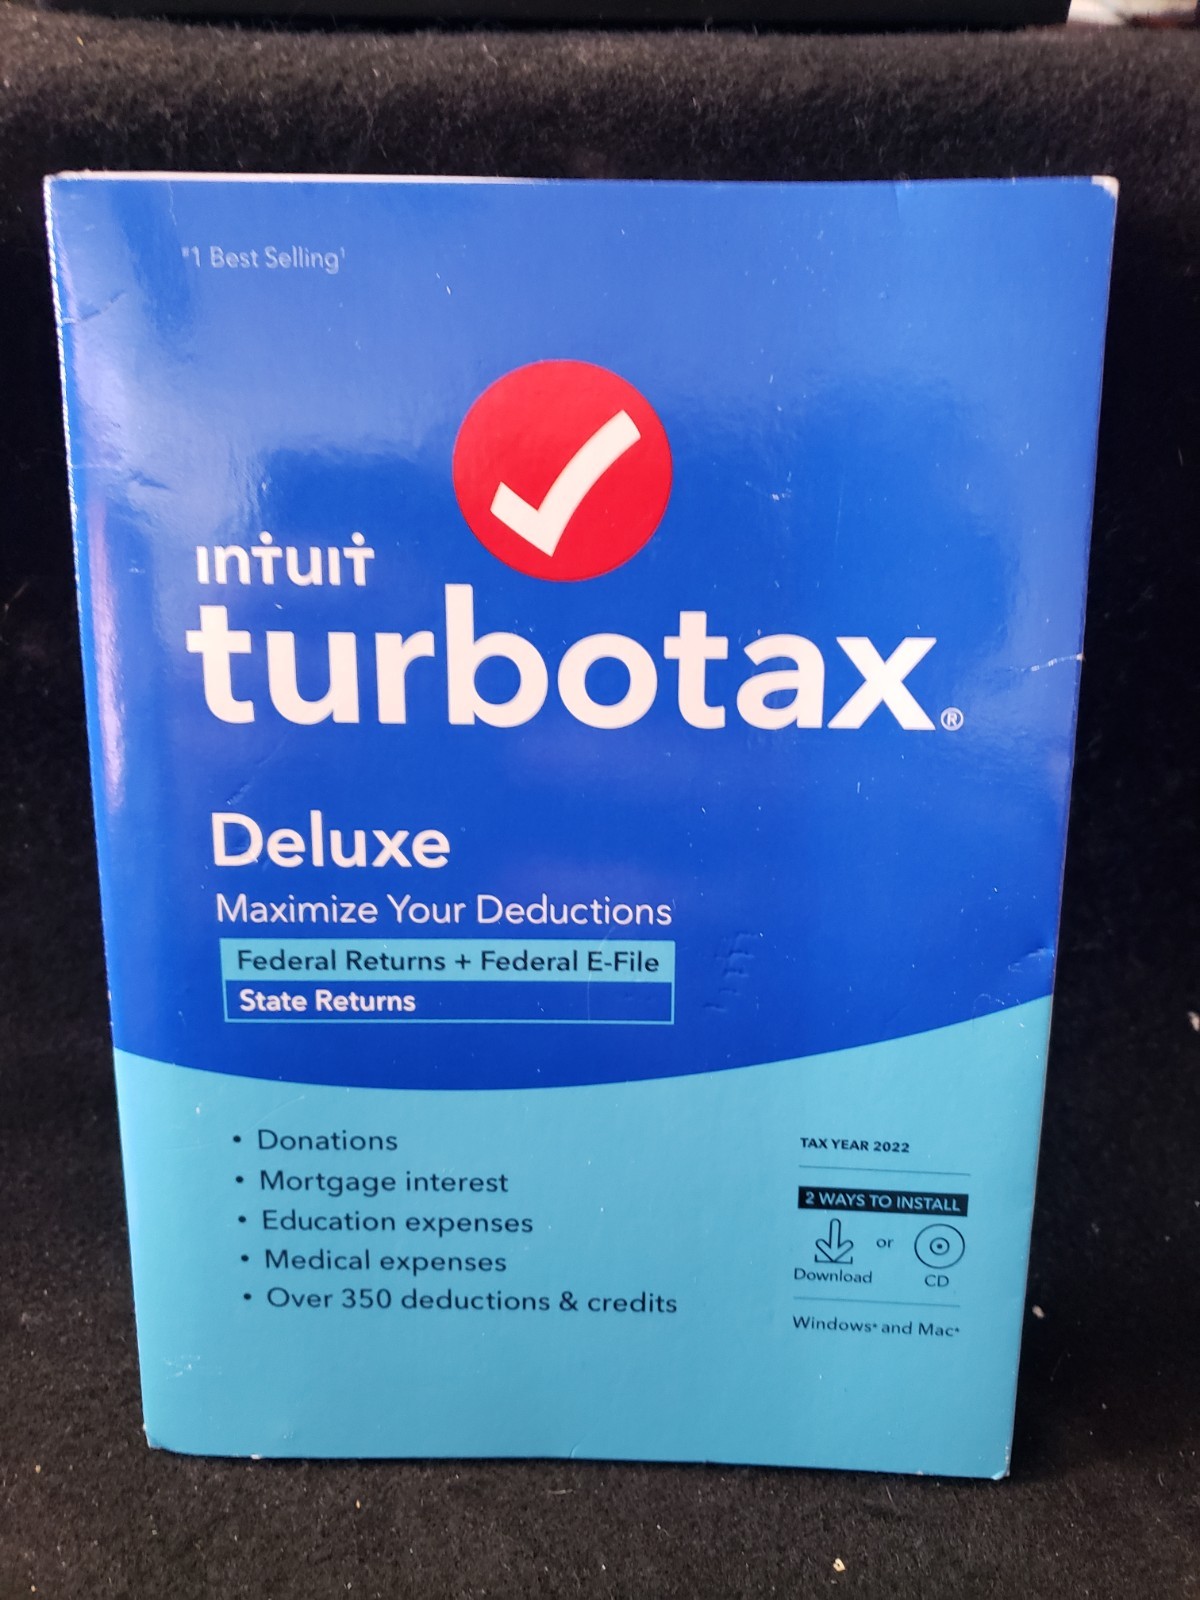 #1 Best Selling¹
intuit
turbotax®
Deluxe
Maximize Your Deductions
Federal Returns + Federal E-File
State Returns
• Donations
• Mortgage interest
• Education expenses
• Medical expenses
• Over 350 deductions & credits
TAX YEAR 2022
2 WAYS TO INSTALL
or
Download
CD
Windows® and Mac®